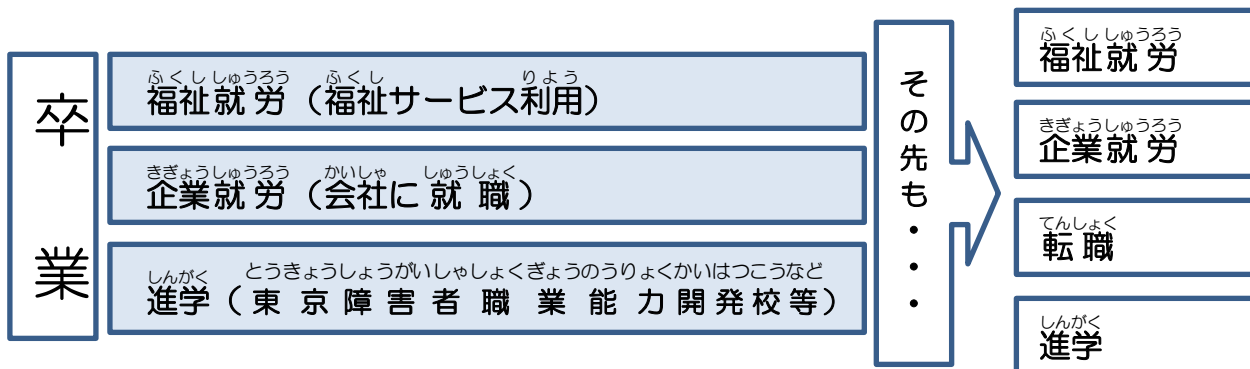 卒業
ふくししゅうろう ふくし りよう
福祉就労（福祉サービス利用）
きぎょうしゅうろう かいしゃ しゅうしょく
企業就労（会社に就職）
しんがく とうきょうしょうがいしゃしょくぎょうのうりょくかいはつこうなど
進学（東京障害者職業能力開発校等）
その先も・・・
ふくししゅうろう
福祉就労
きぎょうしゅうろう
企業就労
てんしょく
転職
しんがく
進学